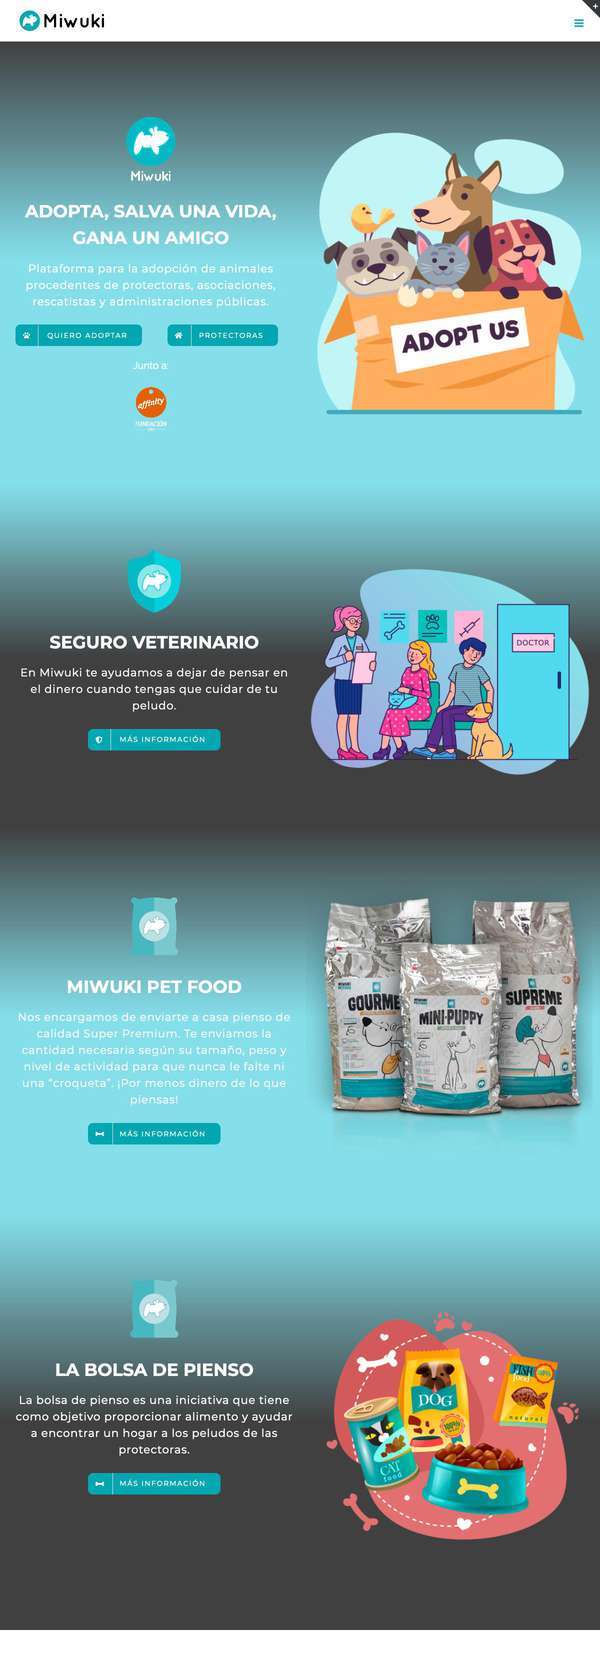 Miwuki
+
Miwuki
ADOPTA, SALVA UNA VIDA,
GANA UN AMIGO
Plataforma para la adopción de animales
procedentes de protectoras, asociaciones,
rescatistas y administraciones públicas.
QUIERO ADOPTAR
PROTECTORAS
Junto a:
affinity
FUNDACIÓN
ADOPT US
SEGURO VETERINARIO
En Miwuki te ayudamos a dejar de pensar en
el dinero cuando tengas que cuidar de tu
peludo.
MÁS INFORMACIÓN
DOCTOR
MIWUKI PET FOOD
Nos encargamos de enviarte a casa pienso de
calidad Super Premium. Te enviamos la
cantidad necesaria según su tamaño, peso y
nivel de actividad para que nunca le falte ni
una "croqueta". ¡Por menos dinero de lo que
piensas!
MÁS INFORMACIÓN
GOURME
MINI-PUPPY
SUPREME
LA BOLSA DE PIENSO
La bolsa de pienso es una iniciativa que tiene
como objetivo proporcionar alimento y ayudar
a encontrar un hogar a los peludos de las
protectoras.
MÁS INFORMACIÓN
DOG
100%
CAT
food
FISH
food
natural